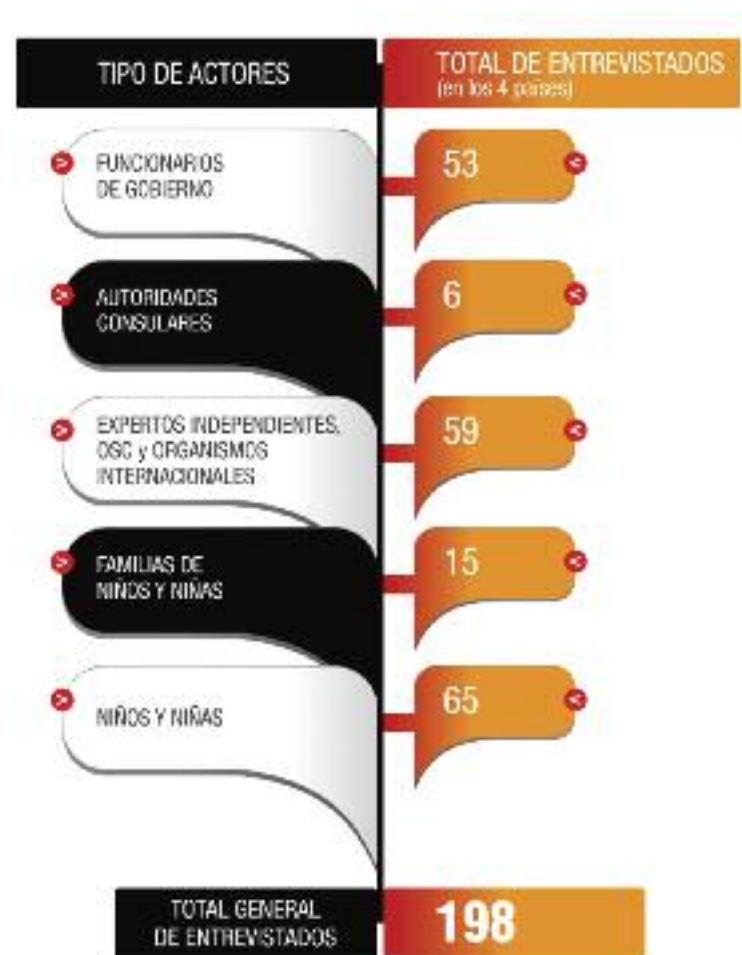 TIPO DE ACTORES
TOTAL DE ENTREVISTADOS
(en los 4 países)
FUNCIONARIOS
DE GOBIERNO
53
AUTORIDADES
CONSULARES
6
EXPERTOS INDEPENDIENTES,
OSC y ORGANISMOS
INTERNACIONALES
59
FAMILIAS DE
NIÑOS Y NIÑAS
15
NIÑOS Y NIÑAS
65
TOTAL GENERAL
DE ENTREVISTADOS
198